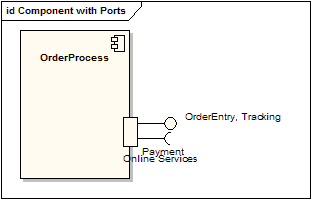 id Component with Ports
OrderProcess
OrderEntry, Tracking
Payment
Online Services